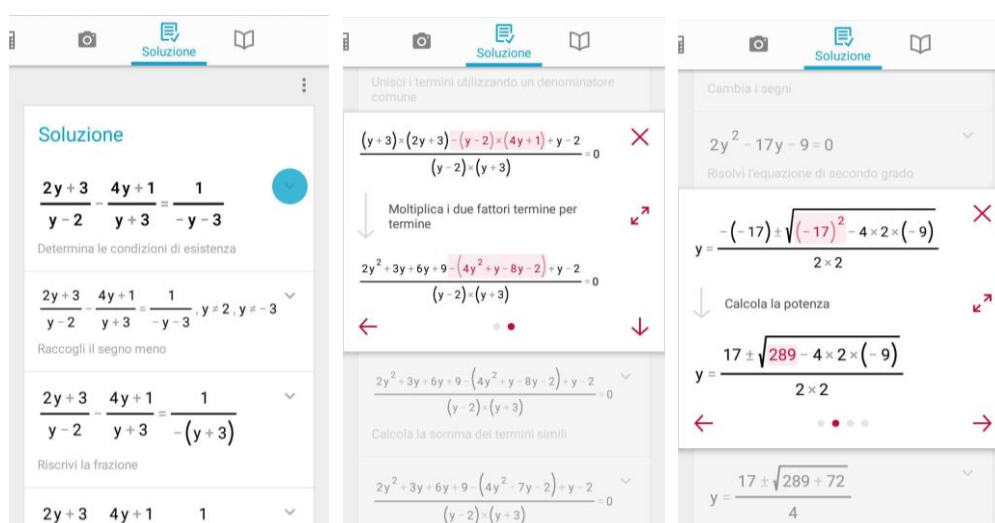 Soluzione
Soluzione
2y + 3 / y - 2 - 4y + 1 / y + 3 = 1 / - y - 3
Determina le condizioni di esistenza
2y + 3 / y - 2 - 4y + 1 / y + 3 = 1 / - y - 3 , y ≠ 2 , y ≠ - 3
Raccogli il segno meno
2y + 3 / y - 2 - 4y + 1 / y + 3 = 1 / -(y + 3)
Riscrivi la frazione
2y + 3 4y + 1 1
Soluzione
Unisci i termini utilizzando un denominatore
comune
(y + 3) × (2y + 3) - (y - 2) × (4y + 1) + y - 2 / (y - 2) × (y + 3) = 0
Moltiplica i due fattori termine per
termine
2y² + 3y + 6y + 9 - (4y² + y - 8y - 2) + y - 2 / (y - 2) × (y + 3) = 0
2y² + 3y + 6y + 9 - (4y² + y - 8y - 2) + y - 2 / (y - 2) × (y + 3) = 0
Calcola la somma dei termini simili
2y² + 3y + 6y + 9 - (4y² - 7y - 2) + y - 2 / (y - 2) × (y + 3) = 0
Soluzione
Cambia i segni
2y² - 17y - 9 = 0
Risolvi l'equazione di secondo grado
y = -(- 17) ± √(- 17)² - 4 × 2 × (- 9) / 2 × 2
Calcola la potenza
y = 17 ± √289 - 4 × 2 × (- 9) / 2 × 2
y = 17 ± √289 + 72 / 4